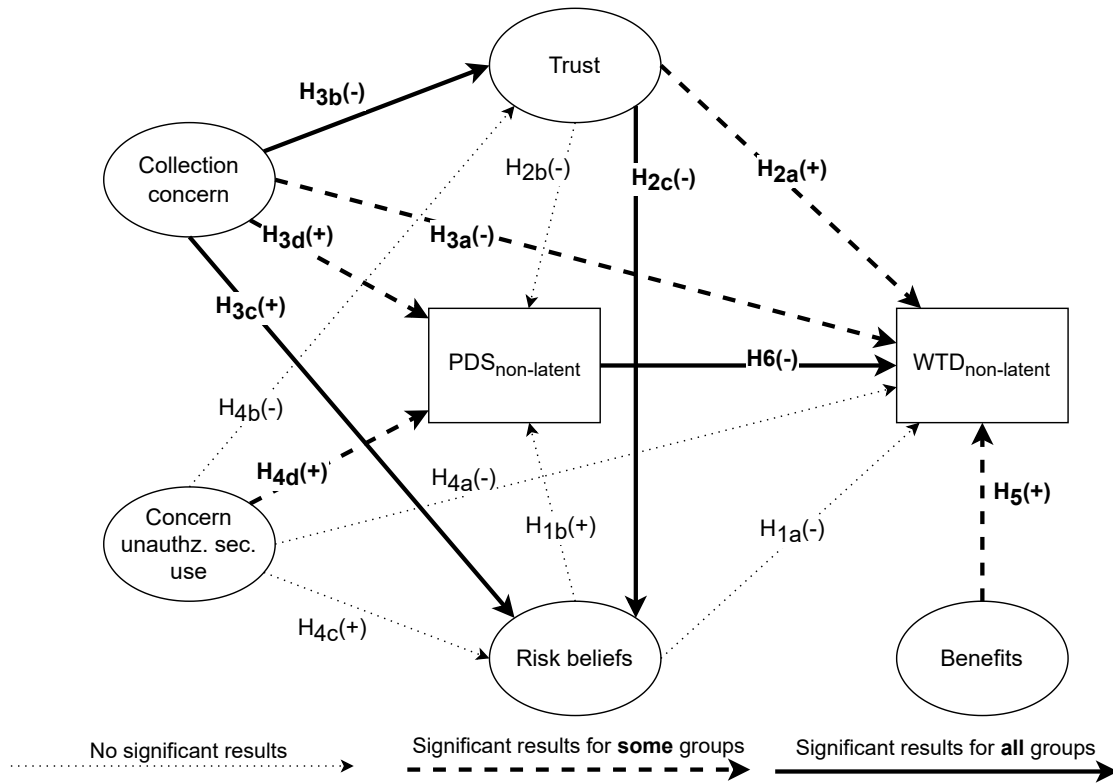 Trust
H3b(-)
Collection
concern
H2b(-)
H2c(-)
H2a(+)
H3d(+)
H3a(-)
H3c(+)
PDSnon-latent
H6(-)
WTDnon-latent
H4b(-)
H4d(+)
H4a(-)
H5(+)
Concern
unauthz. sec.
use
H1b(+)
H1a(-)
H4c(+)
Risk beliefs
Benefits
No significant results
Significant results for some groups
Significant results for all groups